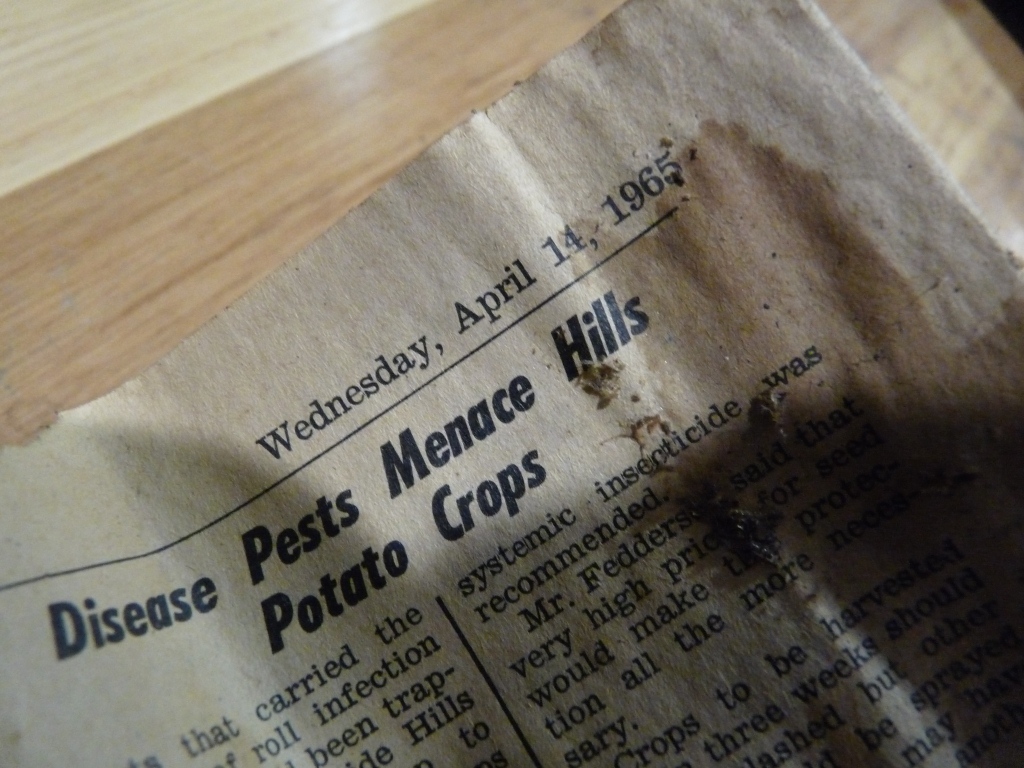 Wednesday, April 14, 1965
Disease Pests Menace Hills
Potato Crops
that carried the
roll infection
been trap-
Hills
to
systemic insecticide was
recommended.
Mr. Fedders said that
very high for seed
would make protec-
tion all the more neces-
sary.
Crops to be harvested
three weeks should
but other
be sprayed
may